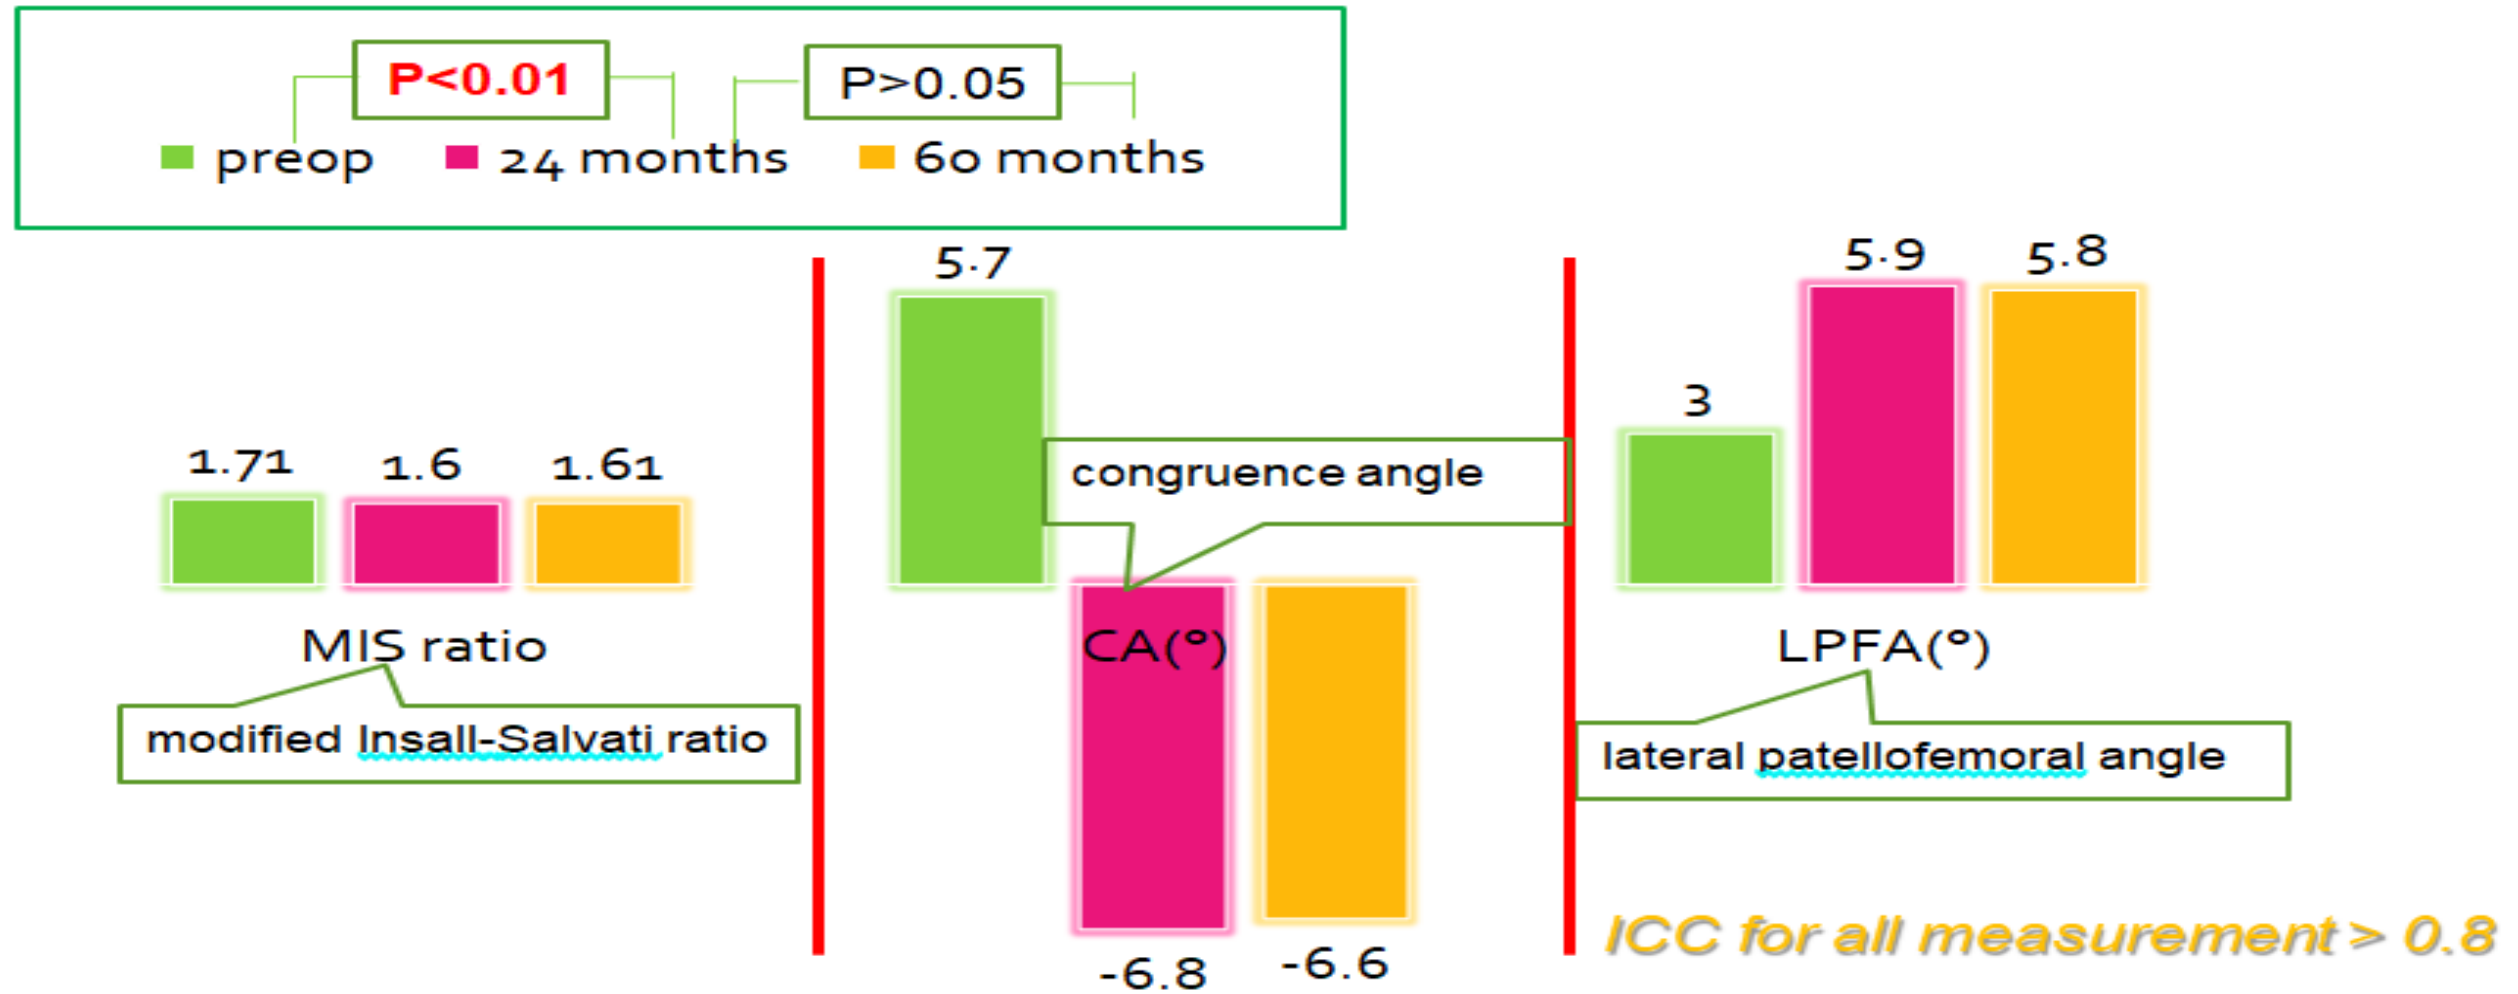 P<0.01
P>0.05
preop
24 months
60 months
1.71
1.6
1.61
MIS ratio
modified Insall-Salvati ratio
5.7
congruence angle
CA(°)
-6.8
-6.6
3
5.9
5.8
LPFA(°)
lateral patellofemoral angle
ICC for all measurement > 0.8